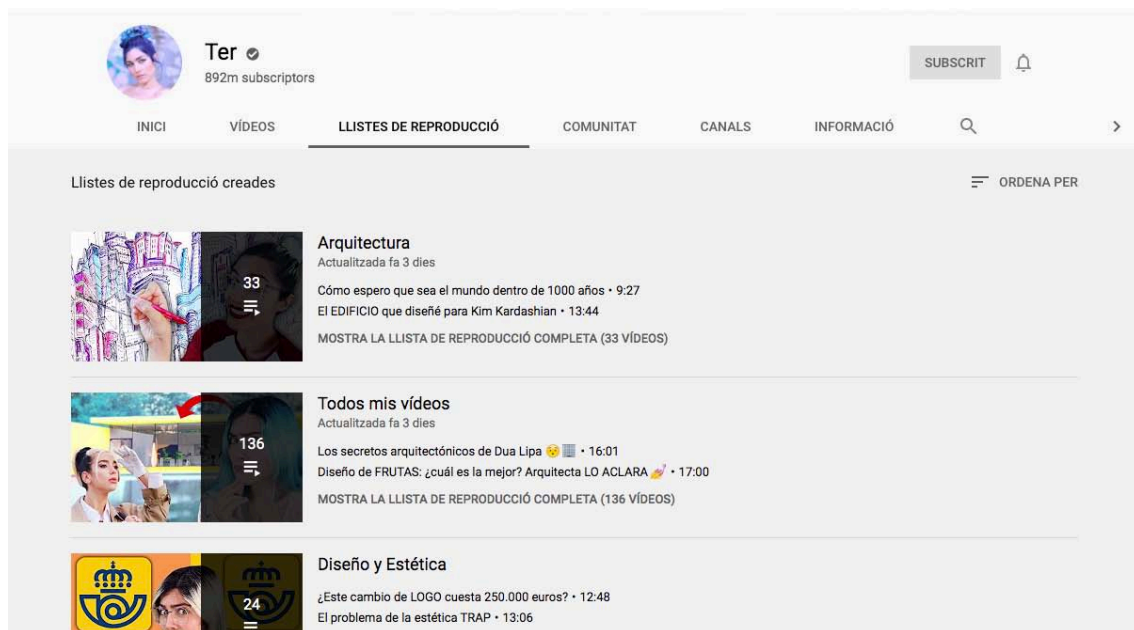 Ter
892m subscriptors
SUBSCRIT
INICI VÍDEOS LLISTES DE REPRODUCCIÓ COMUNITAT CANALS INFORMACIÓ
Llistes de reproducció creades
ORDENA PER
33
Arquitectura
Actualitzada fa 3 dies
Cómo espero que sea el mundo dentro de 1000 años • 9:27
El EDIFICIO que diseñé para Kim Kardashian • 13:44
MOSTRA LA LLISTA DE REPRODUCCIÓ COMPLETA (33 VÍDEOS)
136
Todos mis vídeos
Actualitzada fa 3 dies
Los secretos arquitectónicos de Dua Lipa 😚🏢 • 16:01
Diseño de FRUTAS: ¿cuál es la mejor? Arquitecta LO ACLARA 💅 • 17:00
MOSTRA LA LLISTA DE REPRODUCCIÓ COMPLETA (136 VÍDEOS)
24
Diseño y Estética
¿Este cambio de LOGO cuesta 250.000 euros? • 12:48
El problema de la estética TRAP • 13:06